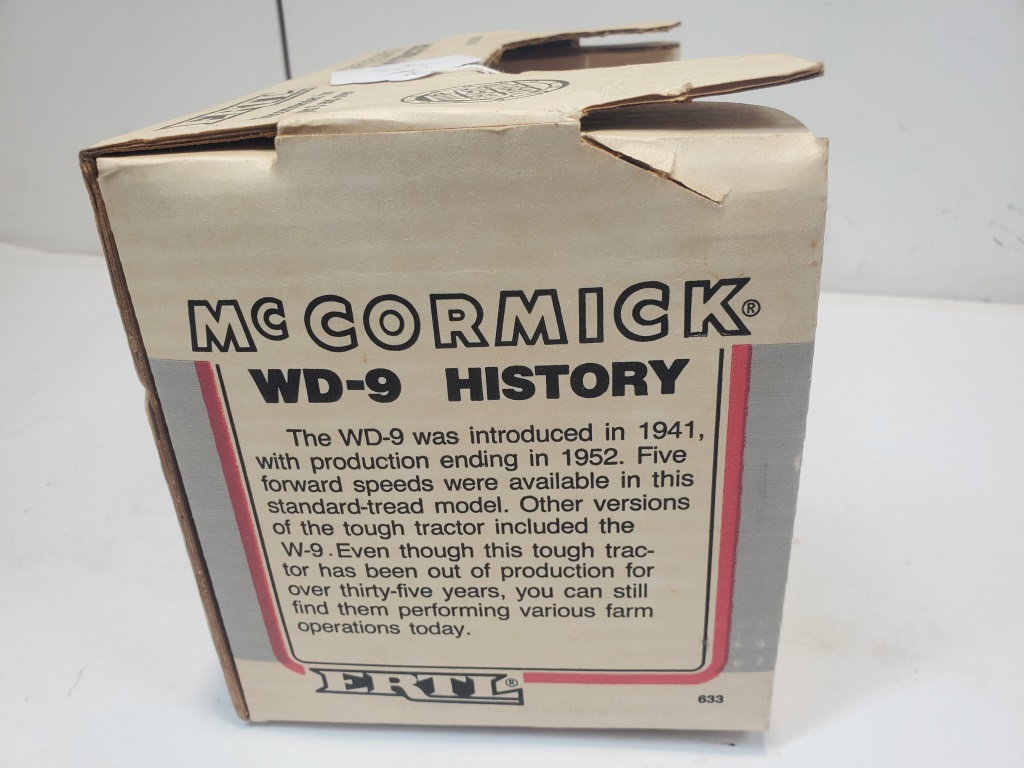 McCORMICK®
WD-9 HISTORY
The WD-9 was introduced in 1941,
with production ending in 1952. Five
forward speeds were available in this
standard-tread model. Other versions
of the tough tractor included the
W-9. Even though this tough trac-
tor has been out of production for
over thirty-five years, you can still
find them performing various farm
operations today.
ERTL®
633